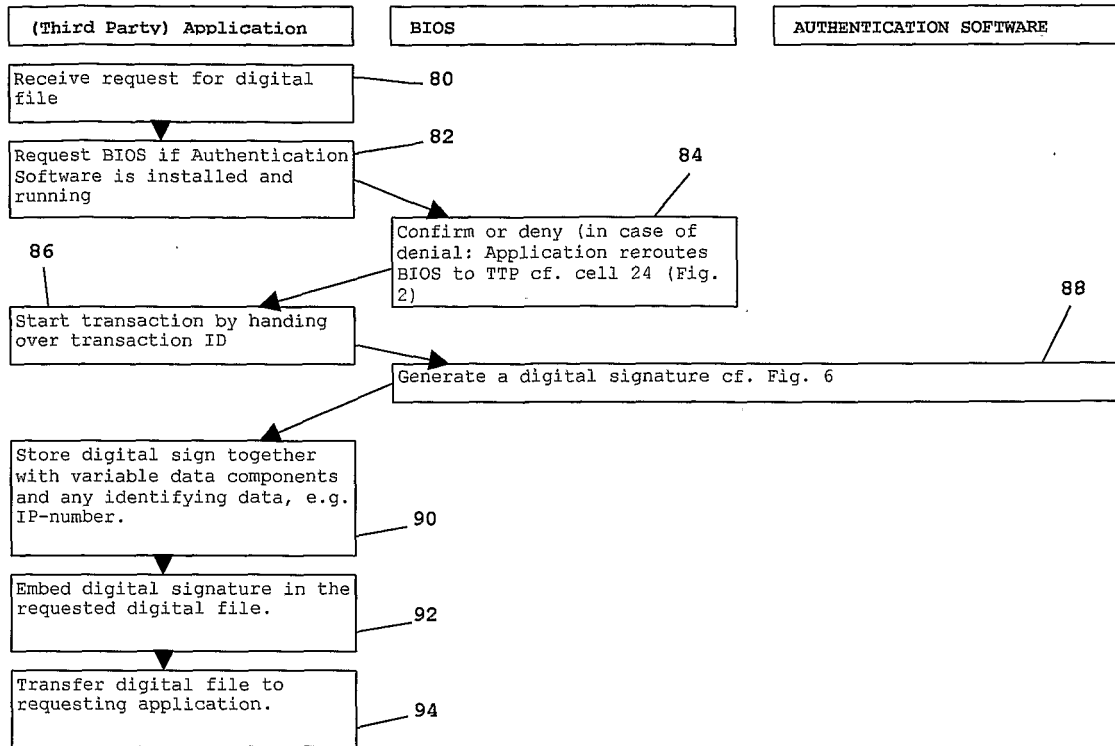 (Third Party) Application
BIOS
AUTHENTICATION SOFTWARE
Receive request for digital
file
80
Request BIOS if Authentication
Software is installed and
running
82
84
Confirm or deny (in case of
denial: Application reroutes
BIOS to TTP cf. cell 24 (Fig.
2)
86
Start transaction by handing
over transaction ID
88
Generate a digital signature cf. Fig. 6
Store digital sign together
with variable data components
and any identifying data, e.g.
IP-number.
90
Embed digital signature in the
requested digital file.
92
Transfer digital file to
requesting application.
94